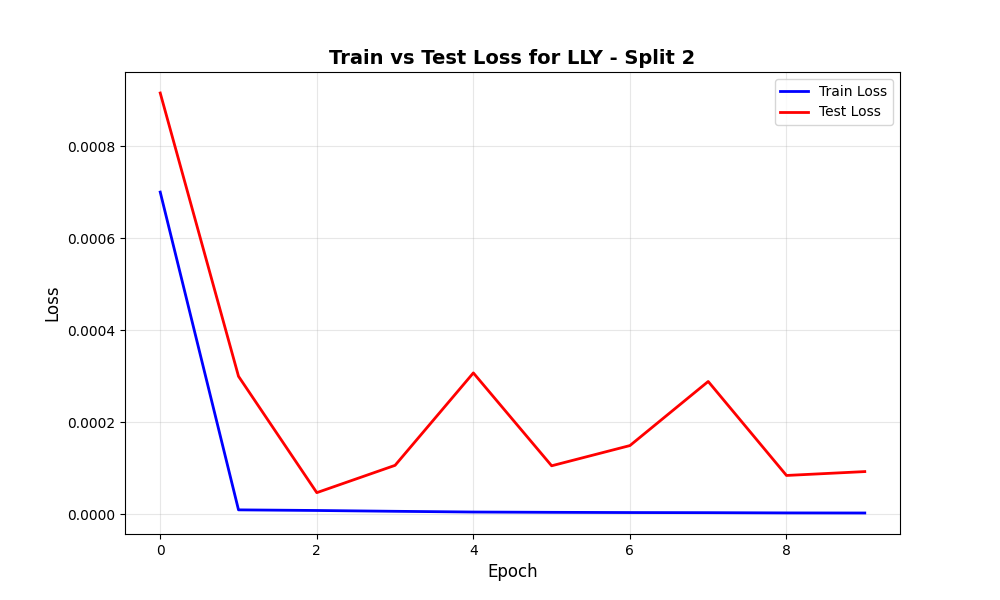 Train vs Test Loss for LLY - Split 2
Train Loss
Test Loss
0.0008
0.0006
0.0004
0.0002
0.0000
Loss
0 2 4 6 8
Epoch